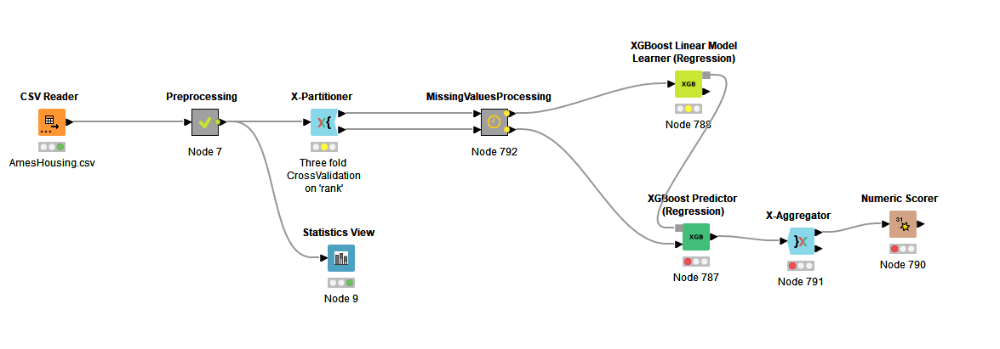 XGBoost Linear Model
Learner (Regression)
XGB
Node 788
CSV Reader
AmesHousing.csv
Preprocessing
Node 7
X-Partitioner
X{
Three fold
CrossValidation
on 'rank'
MissingValuesProcessing
Node 792
Statistics View
Node 9
XGBoost Predictor
(Regression)
XGB
Node 787
X-Aggregator
}X
Node 791
Numeric Scorer
31
Node 790